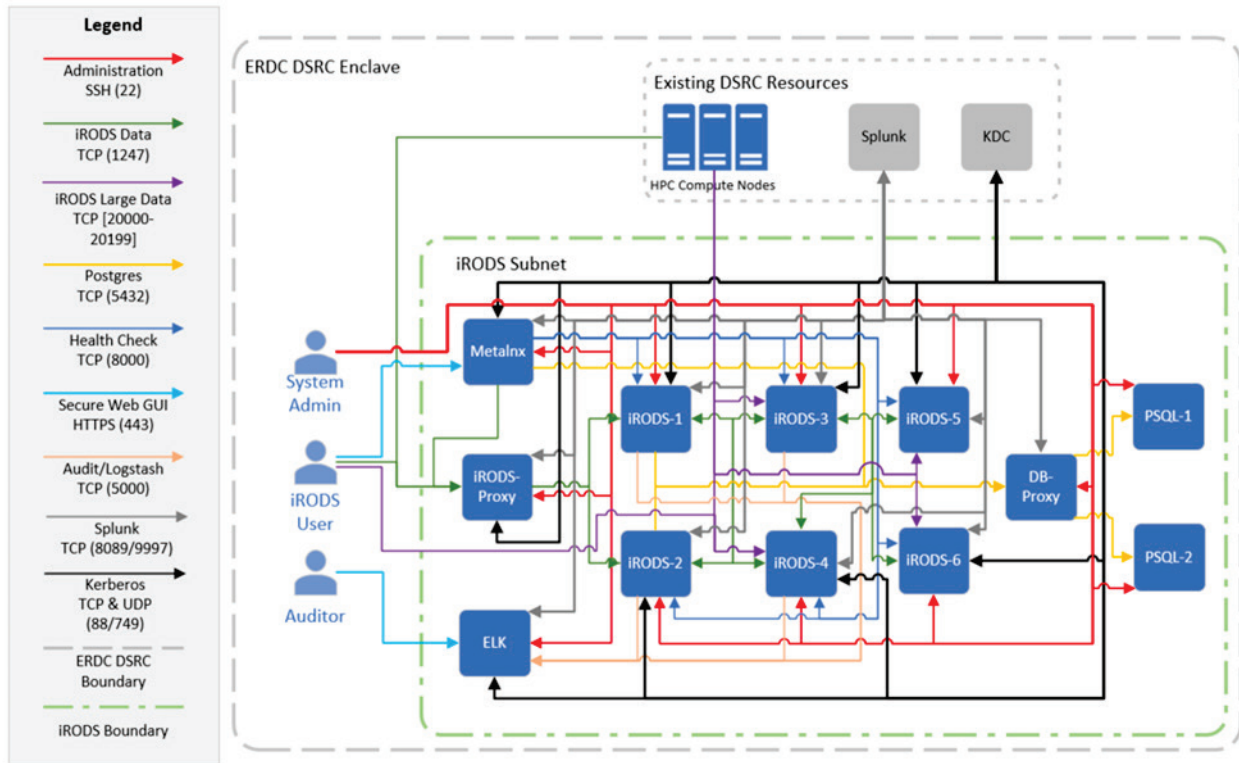 Legend
Administration
SSH (22)
iRODS Data
TCP (1247)
iRODS Large Data
TCP [20000-
20199]
Postgres
TCP (5432)
Health Check
TCP (8000)
Secure Web GUI
HTTPS (443)
Audit/Logstash
TCP (5000)
Splunk
TCP (8089/9997)
Kerberos
TCP & UDP
(88/749)
ERDC DSRC
Boundary
iRODS Boundary
ERDC DSRC Enclave
Existing DSRC Resources
HPC Compute Nodes
Splunk
KDC
iRODS Subnet
System
Admin
iRODS
User
Auditor
Metalnx
iRODS-
Proxy
ELK
iRODS-1
iRODS-3
iRODS-5
iRODS-2
iRODS-4
iRODS-6
DB-
Proxy
PSQL-1
PSQL-2